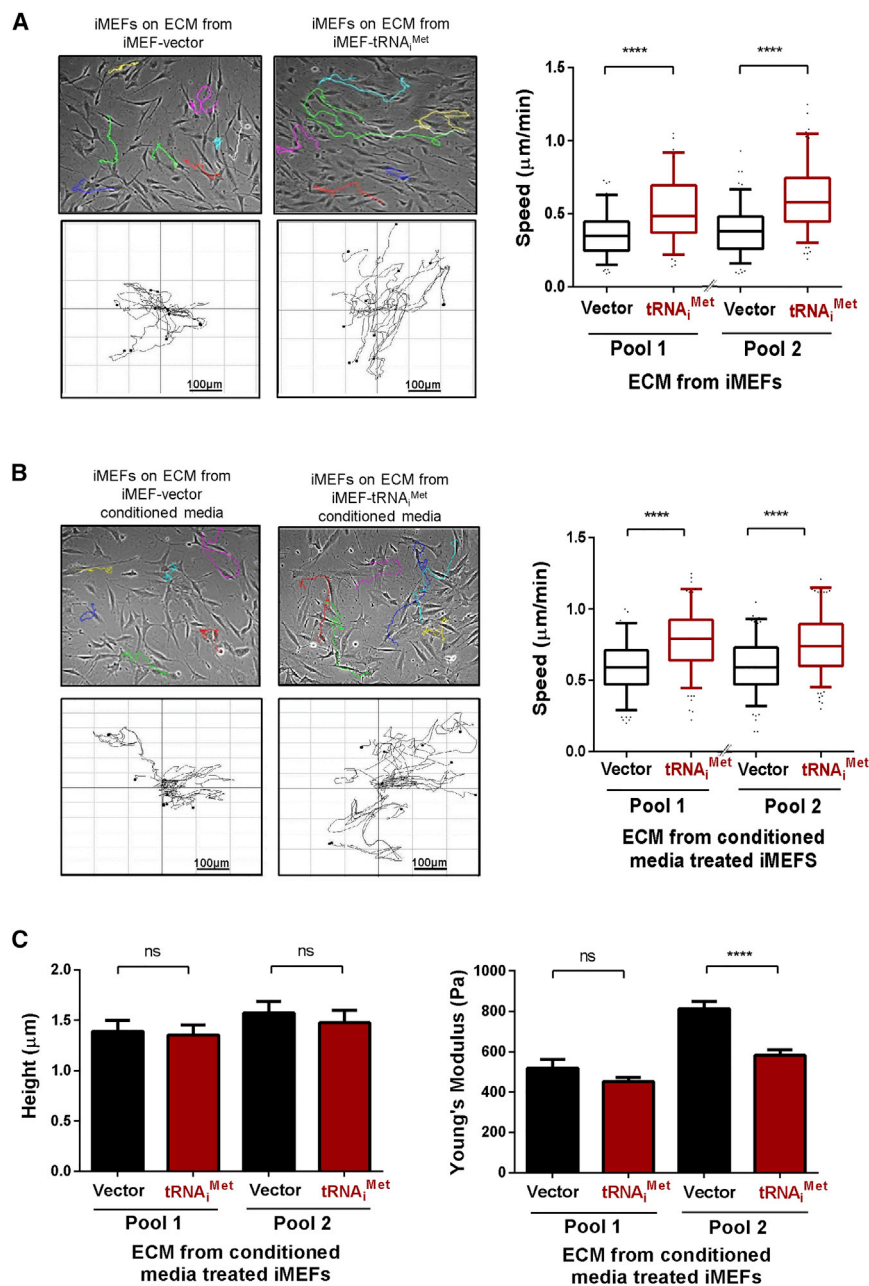 A
iMEFs on ECM from
iMEF-vector
iMEFs on ECM from
iMEF-tRNAiMet
100μm
100μm
Speed (μm/min)
1.5
1.0
0.5
0.0
****
****
Vector
tRNAiMet
Vector
tRNAiMet
Pool 1
Pool 2
ECM from iMEFs
B
iMEFs on ECM from
iMEF-vector
conditioned media
iMEFs on ECM from
iMEF-tRNAiMet
conditioned media
100μm
100μm
Speed (μm/min)
1.5
1.0
0.5
0.0
****
****
Vector
tRNAiMet
Vector
tRNAiMet
Pool 1
Pool 2
ECM from conditioned
media treated iMEFS
C
Height (μm)
2.0
1.5
1.0
0.5
0.0
ns
ns
Vector
tRNAiMet
Vector
tRNAiMet
Pool 1
Pool 2
ECM from conditioned
media treated iMEFs
Young's Modulus (Pa)
1000
800
600
400
200
0
ns
****
Vector
tRNAiMet
Vector
tRNAiMet
Pool 1
Pool 2
ECM from conditioned
media treated iMEFs